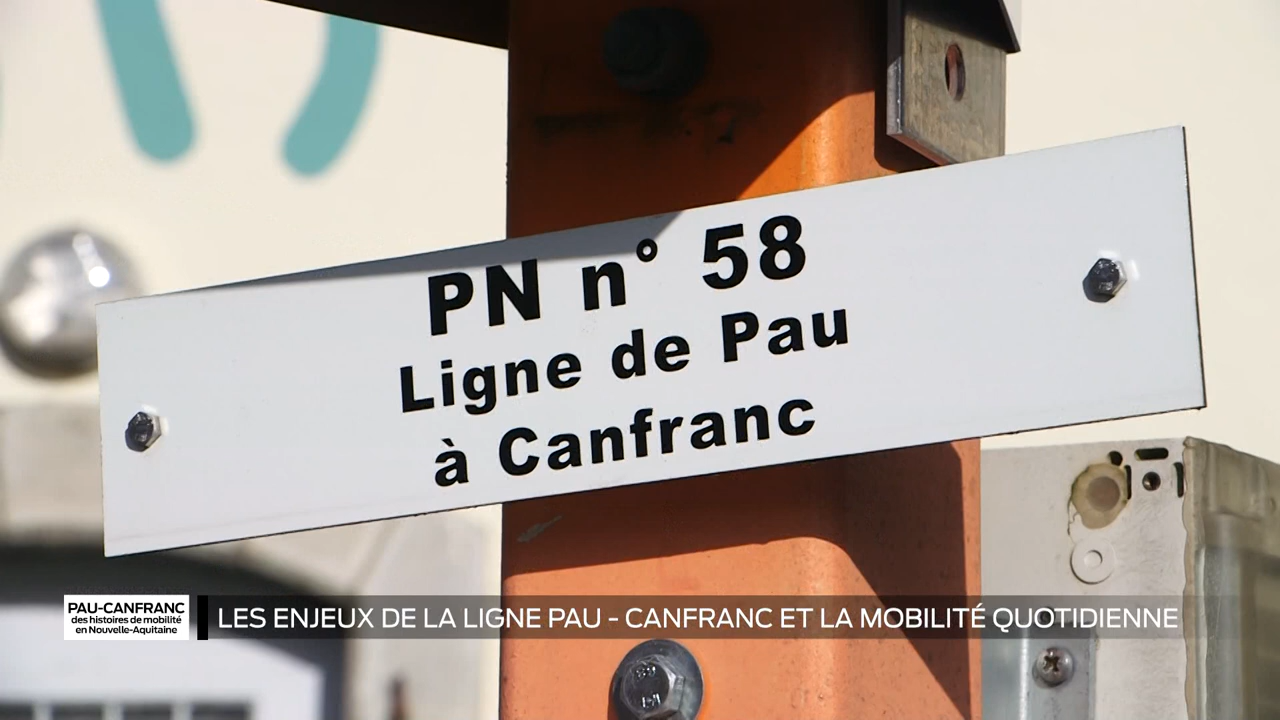 PN n° 58
Ligne de Pau
à Canfranc
PAU-CANFRANC
des histoires de mobilité
en Nouvelle-Aquitaine
LES ENJEUX DE LA LIGNE PAU - CANFRANC ET LA MOBILITÉ QUOTIDIENNE